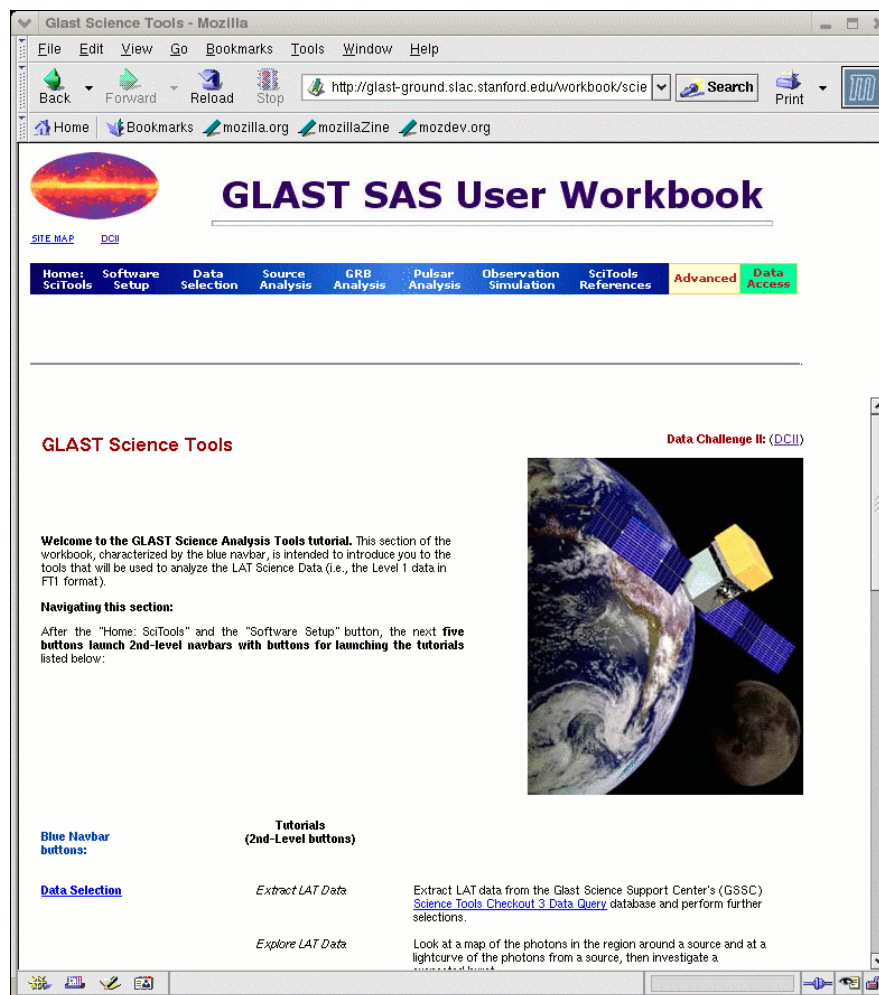 Glast Science Tools - Mozilla
File Edit View Go Bookmarks Tools Window Help
Back Forward Reload Stop http://glast-ground.slac.stanford.edu/workbook/scie Search Print
Home Bookmarks mozilla.org mozillaZine mozdev.org
GLAST SAS User Workbook
SITE MAP DCII
Home: SciTools Software Setup Data Selection Source Analysis GRB Analysis Pulsar Analysis Observation Simulation SciTools References Advanced Data Access
GLAST Science Tools
Data Challenge II: (DCII)
Welcome to the GLAST Science Analysis Tools tutorial. This section of the
workbook, characterized by the blue navbar, is intended to introduce you to the
tools that will be used to analyze the LAT Science Data (i.e., the Level 1 data in
FT1 format).
Navigating this section:
After the "Home: SciTools" and the "Software Setup" button, the next five
buttons launch 2nd-level navbars with buttons for launching the tutorials
listed below:
Blue Navbar
buttons:
Tutorials
(2nd-Level buttons)
Data Selection
Extract LAT Data
Extract LAT data from the Glast Science Support Center's (GSSC)
Science Tools Checkout 3 Data Query database and perform further
selections.
Explore LAT Data
Look at a map of the photons in the region around a source and at a
lightcurve of the photons from a source, then investigate a